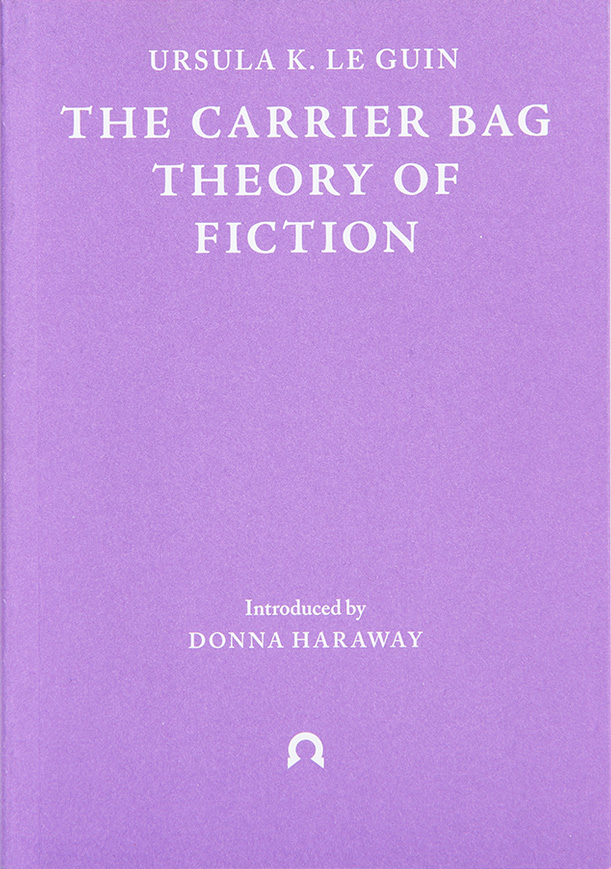 URSULA K. LE GUIN
THE CARRIER BAG
THEORY OF
FICTION
Introduced by
DONNA HARAWAY